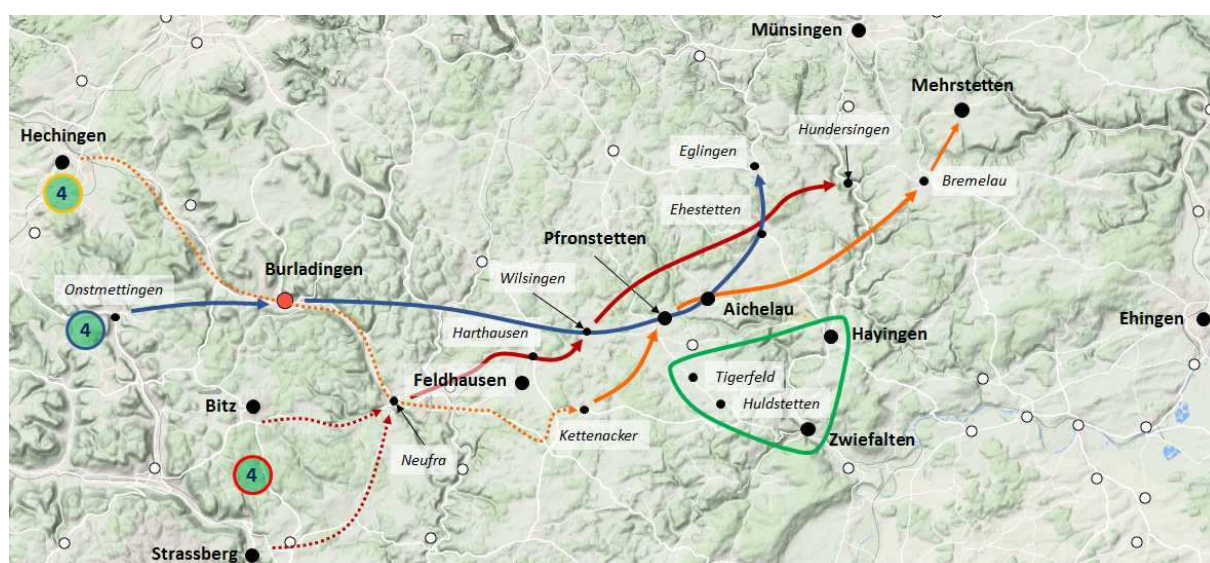 Münsingen
Mehrstetten
Hechingen
Hundersingen
Eglingen
4
Bremelau
Ehestetten
Pfronstetten
Burladingen
Wilsingen
Onstmettingen
Aichelau
4
Ehingen
Harthausen
Hayingen
Feldhausen
Tigerfeld
Bitz
Huldstetten
Kettenacker
Zwiefalten
Neufra
4
Strassberg